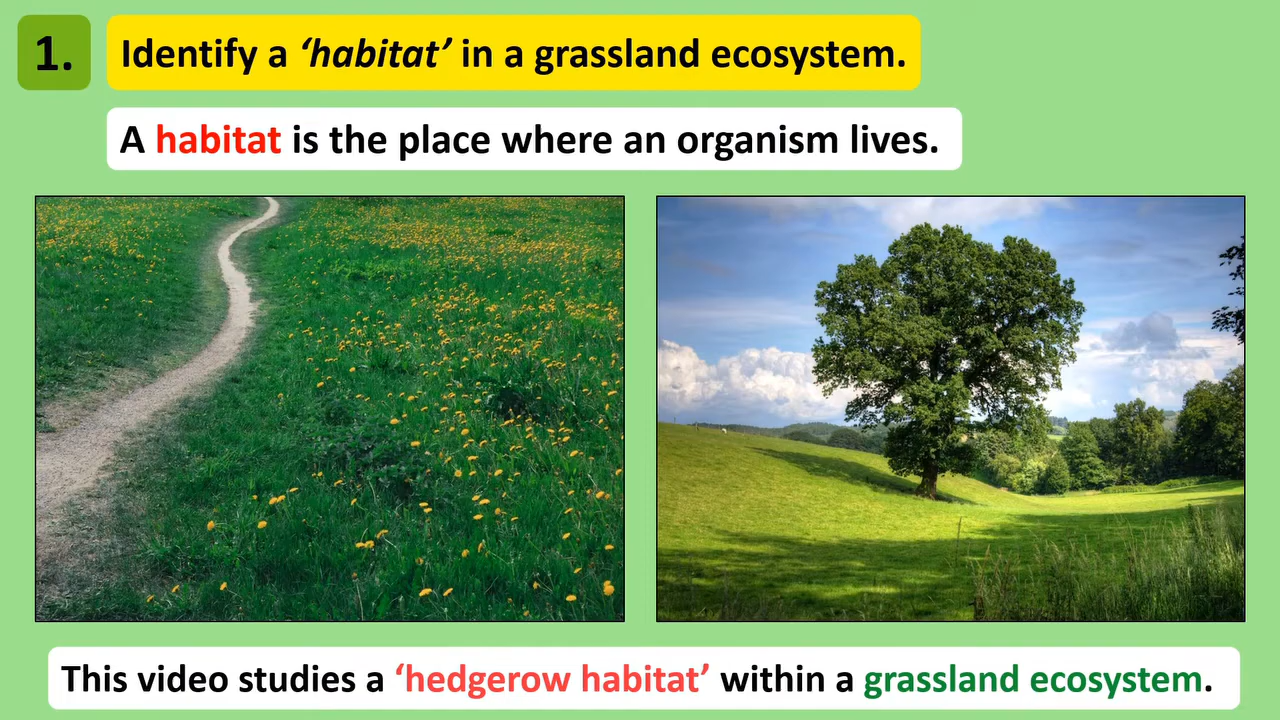 1.
Identify a ‘habitat’ in a grassland ecosystem.
A habitat is the place where an organism lives.
This video studies a ‘hedgerow habitat’ within a grassland ecosystem.